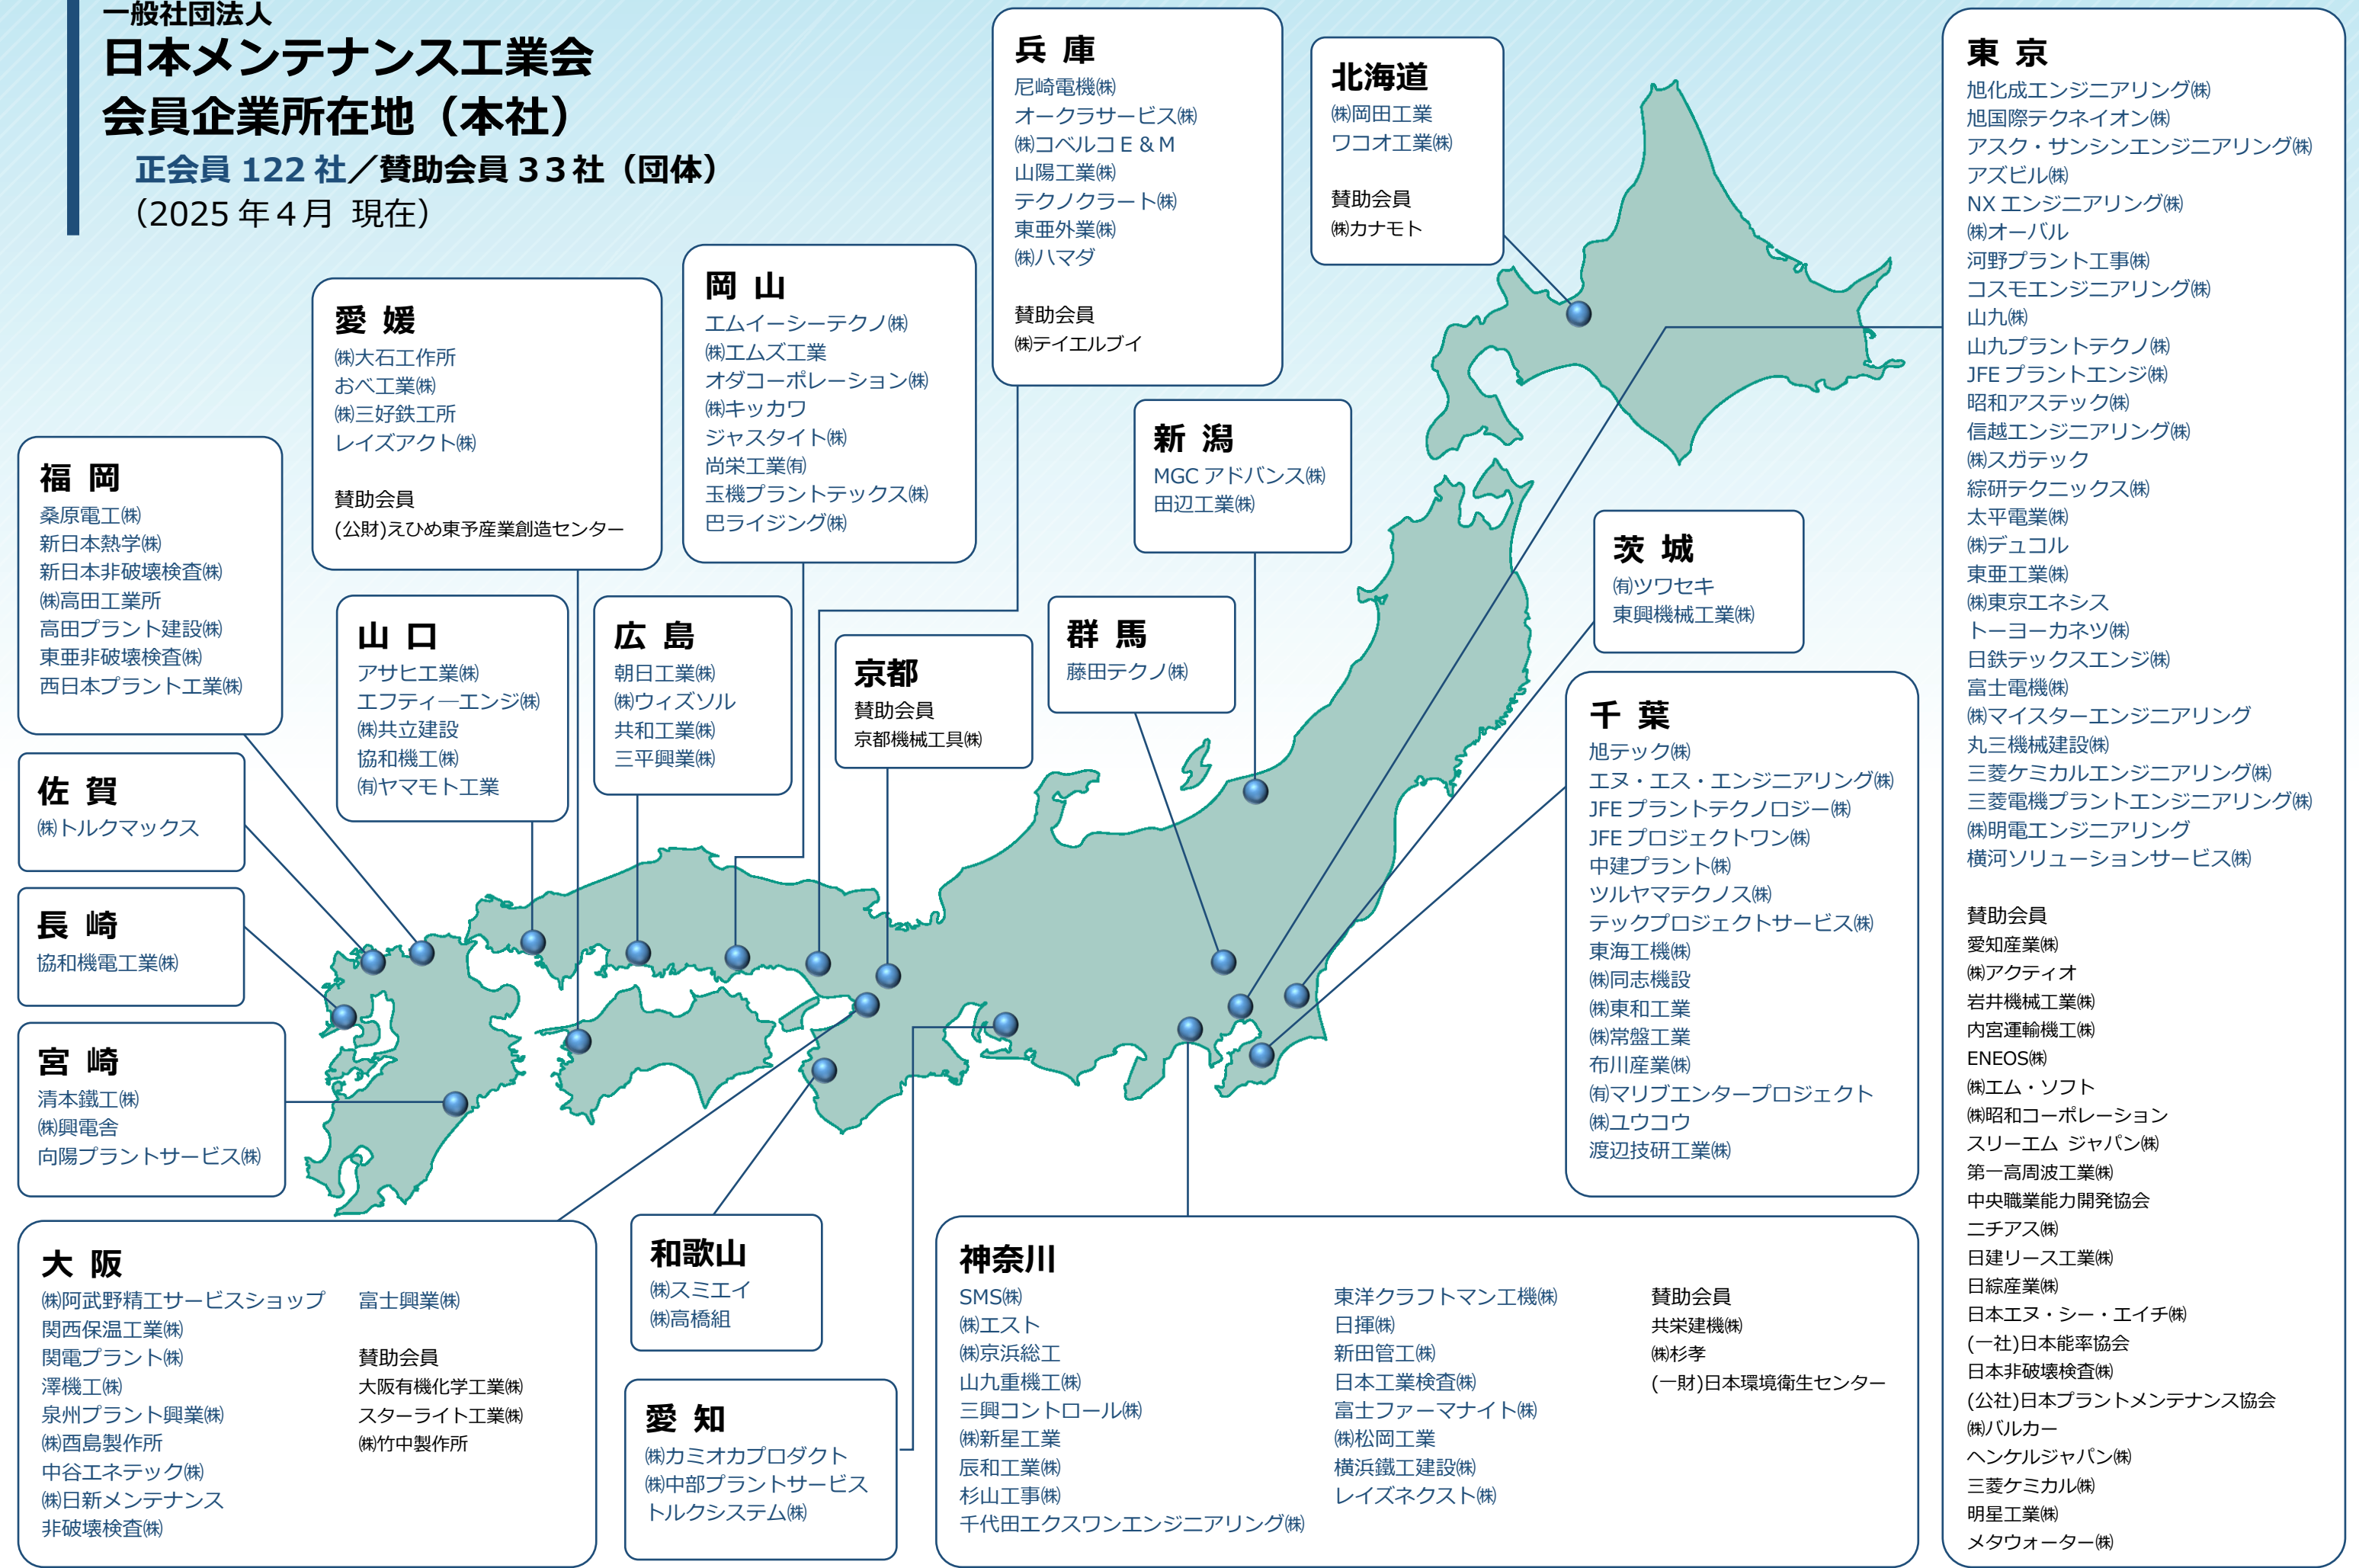 一般社団法人
日本メンテナンス工業会
会員企業所在地（本社）
正会員 122 社／賛助会員３３社（団体）
（2025 年４月 現在）
福 岡
桑原電工㈱
新日本熱学㈱
新日本非破壊検査㈱
㈱高田工業所
高田プラント建設㈱
東亜非破壊検査㈱
西日本プラント工業㈱
佐 賀
㈱トルクマックス
長 崎
協和機電工業㈱
宮 崎
清本鐵工㈱
㈱興電舎
向陽プラントサービス㈱
愛 媛
㈱大石工作所
おべ工業㈱
㈱三好鉄工所
レイズアクト㈱
賛助会員
(公財)えひめ東予産業創造センター
山 口
アサヒ工業㈱
エフティ―エンジ㈱
㈱共立建設
協和機工㈱
㈲ヤマモト工業
広 島
朝日工業㈱
㈱ウィズソル
共和工業㈱
三平興業㈱
岡 山
エムイーシーテクノ㈱
㈱エムズ工業
オダコーポレーション㈱
㈱キッカワ
ジャスタイト㈱
尚栄工業㈲
玉機プラントテックス㈱
巴ライジング㈱
兵 庫
尼崎電機㈱
オークラサービス㈱
㈱コベルコＥ＆Ｍ
山陽工業㈱
テクノクラート㈱
東亜外業㈱
㈱ハマダ
賛助会員
㈱テイエルブイ
京都
賛助会員
京都機械工具㈱
北海道
㈱岡田工業
ワコオ工業㈱
賛助会員
㈱カナモト
新 潟
MGC アドバンス㈱
田辺工業㈱
群 馬
藤田テクノ㈱
茨 城
㈲ツワセキ
東興機械工業㈱
千 葉
旭テック㈱
エヌ・エス・エンジニアリング㈱
JFE プラントテクノロジー㈱
JFE プロジェクトワン㈱
中建プラント㈱
ツルヤマテクノス㈱
テックプロジェクトサービス㈱
東海工機㈱
㈱同志機設
㈱東和工業
㈱常盤工業
布川産業㈱
㈲マリブエンタープロジェクト
㈱ユウコウ
渡辺技研工業㈱
東 京
旭化成エンジニアリング㈱
旭国際テクネイオン㈱
アスク・サンシンエンジニアリング㈱
アズビル㈱
NX エンジニアリング㈱
㈱オーバル
河野プラント工事㈱
コスモエンジニアリング㈱
山九㈱
山九プラントテクノ㈱
JFE プラントエンジ㈱
昭和アステック㈱
信越エンジニアリング㈱
㈱スガテック
綜研テクニックス㈱
太平電業㈱
㈱デュコル
東亜工業㈱
㈱東京エネシス
トーヨーカネツ㈱
日鉄テックスエンジ㈱
富士電機㈱
㈱マイスターエンジニアリング
丸三機械建設㈱
三菱ケミカルエンジニアリング㈱
三菱電機プラントエンジニアリング㈱
㈱明電エンジニアリング
横河ソリューションサービス㈱
賛助会員
愛知産業㈱
㈱アクティオ
岩井機械工業㈱
内宮運輸機工㈱
ENEOS㈱
㈱エム・ソフト
㈱昭和コーポレーション
スリーエム ジャパン㈱
第一高周波工業㈱
中央職業能力開発協会
ニチアス㈱
日建リース工業㈱
日綜産業㈱
日本エヌ・シー・エイチ㈱
(一社)日本能率協会
日本非破壊検査㈱
(公社)日本プラントメンテナンス協会
㈱バルカー
ヘンケルジャパン㈱
三菱ケミカル㈱
明星工業㈱
メタウォーター㈱
大 阪
㈱阿武野精工サービスショップ
関西保温工業㈱
関電プラント㈱
澤機工㈱
泉州プラント興業㈱
㈱酉島製作所
中谷エネテック㈱
㈱日新メンテナンス
非破壊検査㈱
富士興業㈱
賛助会員
大阪有機化学工業㈱
スターライト工業㈱
㈱竹中製作所
和歌山
㈱スミエイ
㈱高橋組
愛 知
㈱カミオカプロダクト
㈱中部プラントサービス
トルクシステム㈱
神奈川
SMS㈱
㈱エスト
㈱京浜総工
山九重機工㈱
三興コントロール㈱
㈱新星工業
辰和工業㈱
杉山工事㈱
千代田エクスワンエンジニアリング㈱
東洋クラフトマン工機㈱
日揮㈱
新田管工㈱
日本工業検査㈱
富士ファーマナイト㈱
㈱松岡工業
横浜鐵工建設㈱
レイズネクスト㈱
賛助会員
共栄建機㈱
㈱杉孝
(一財)日本環境衛生センター